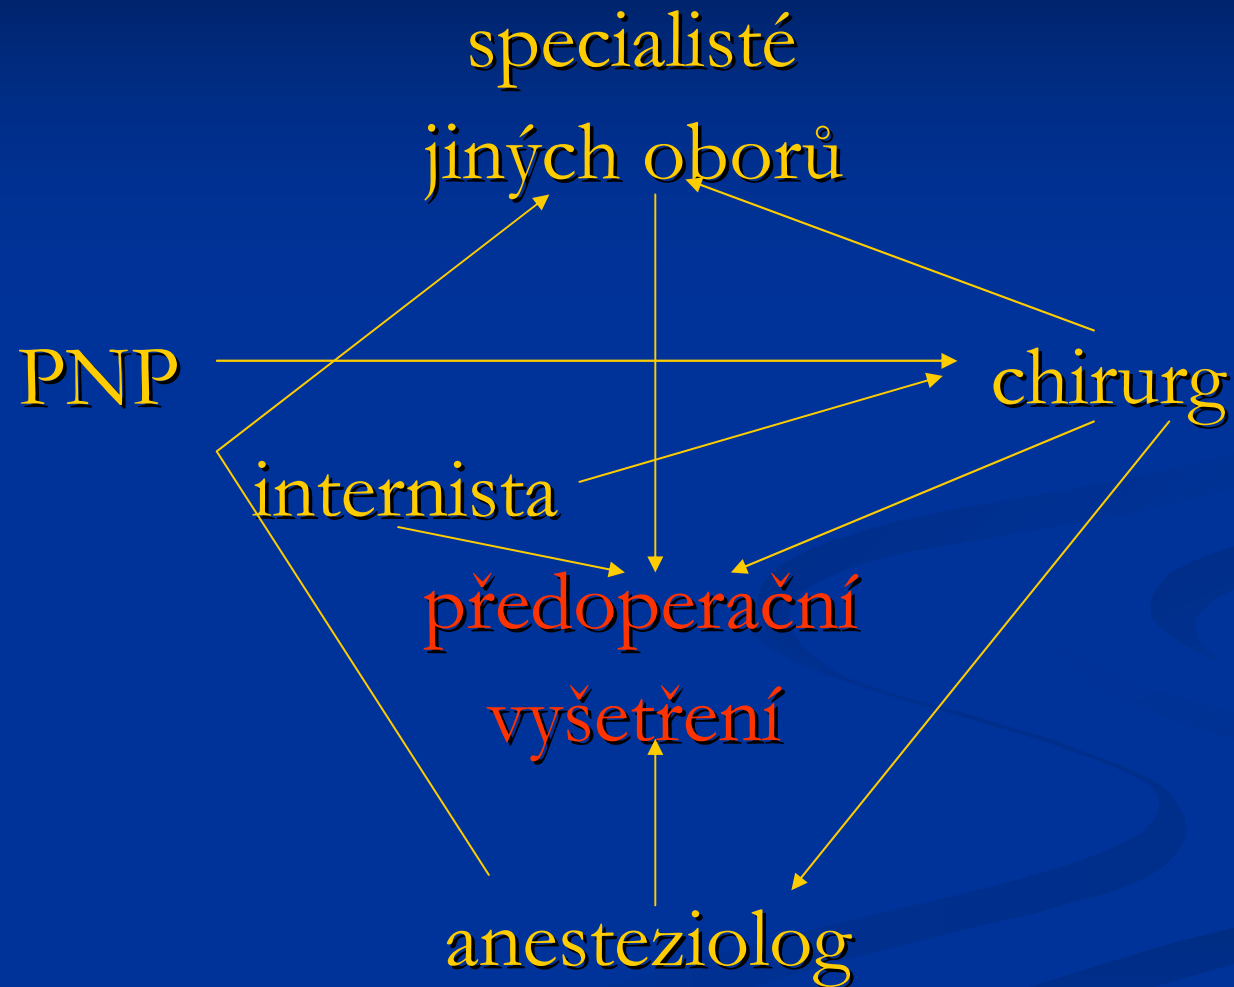 specialisté
jiných oborů
PNP
chirurg
internista
předoperační
vyšetření
anesteziolog